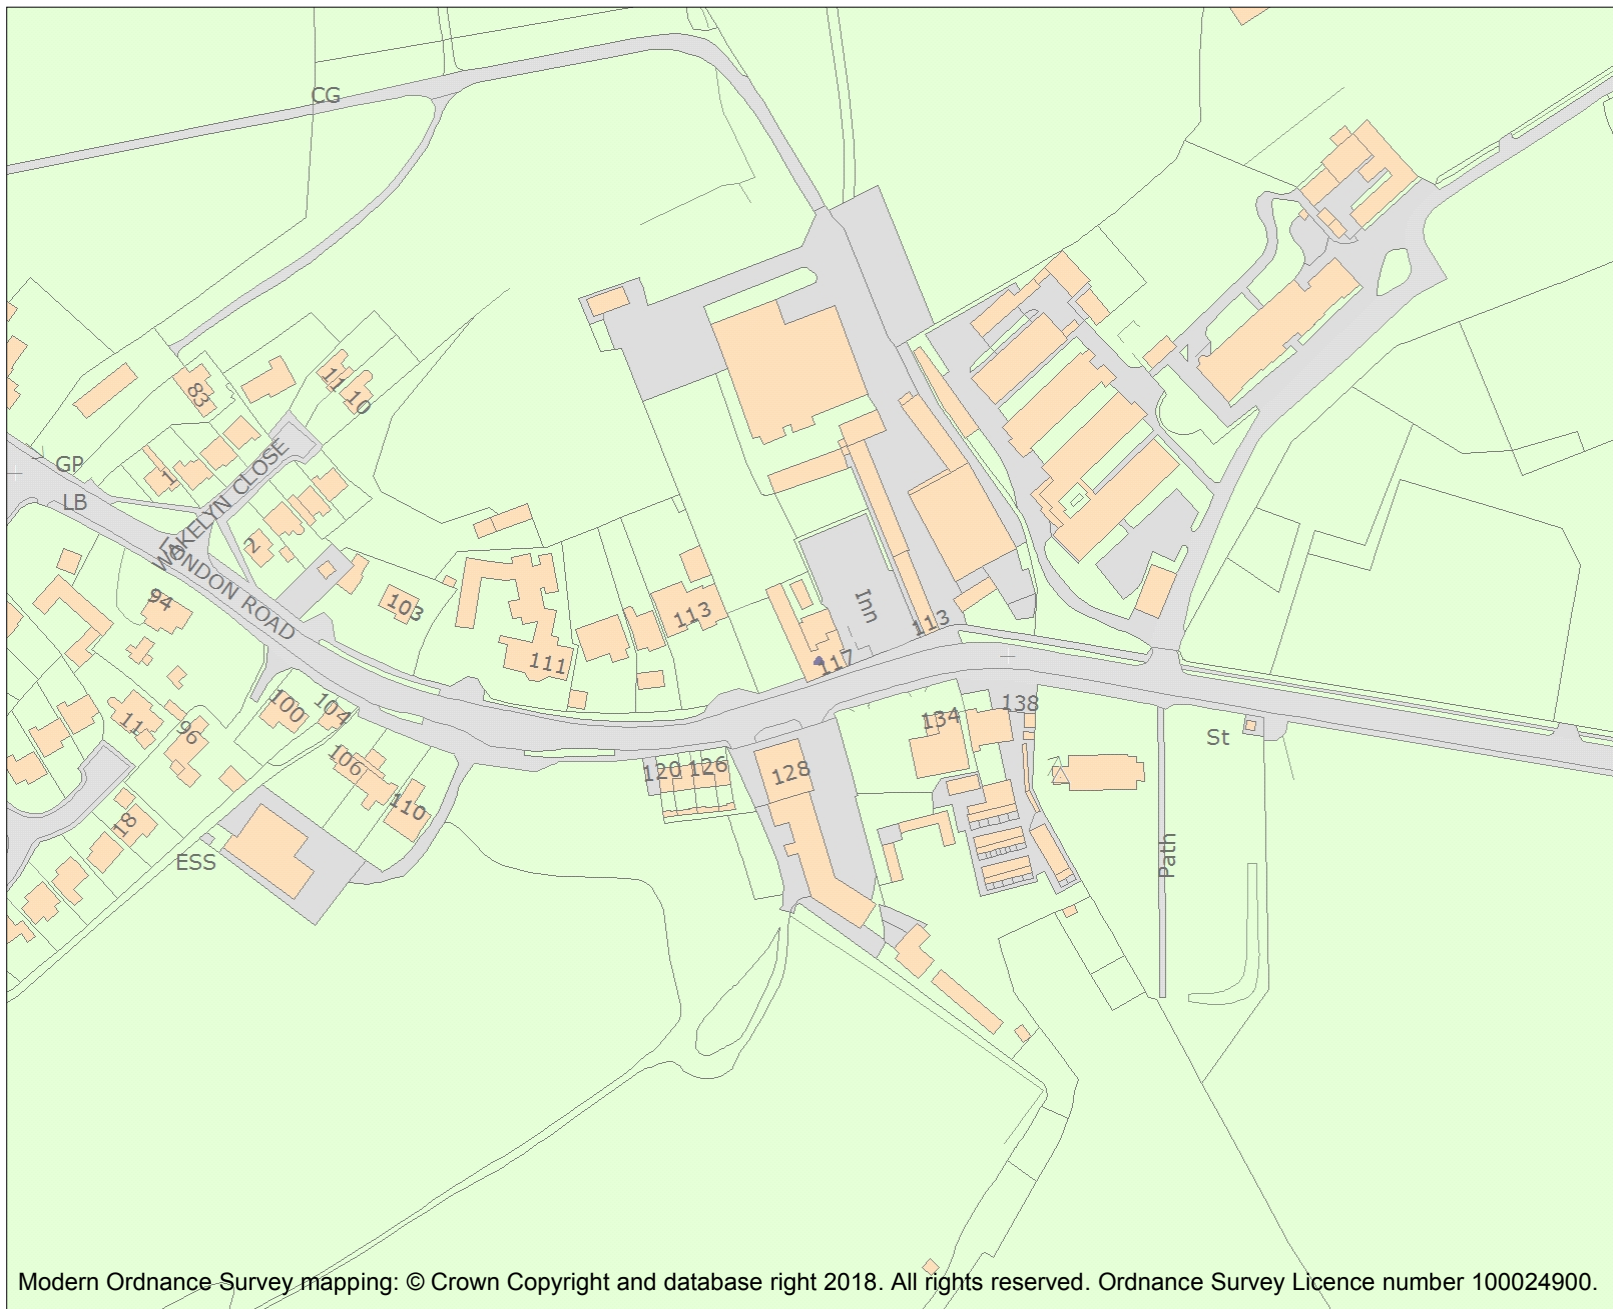 CG
83
11
10
GP
LB
1
WAKELYN CLOSE
2
LONDON ROAD
94
103
111
113
Inn
113
117
100
104
11
96
106
110
18
ESS
120
126
128
134
138
St
Path
Modern Ordnance Survey mapping: © Crown Copyright and database right 2018. All rights reserved. Ordnance Survey Licence number 100024900.